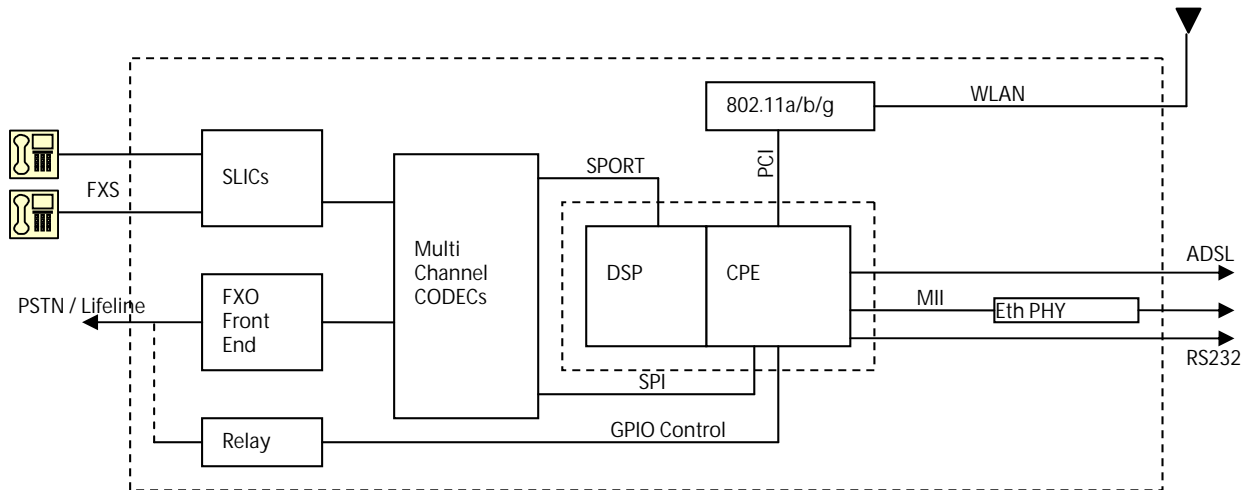 802.11a/b/g
WLAN
PCI
FXS
SLICs
SPORT
Multi
Channel
CODECs
DSP
CPE
ADSL
PSTN / Lifeline
FXO
Front
End
MII
Eth PHY
RS232
SPI
Relay
GPIO Control